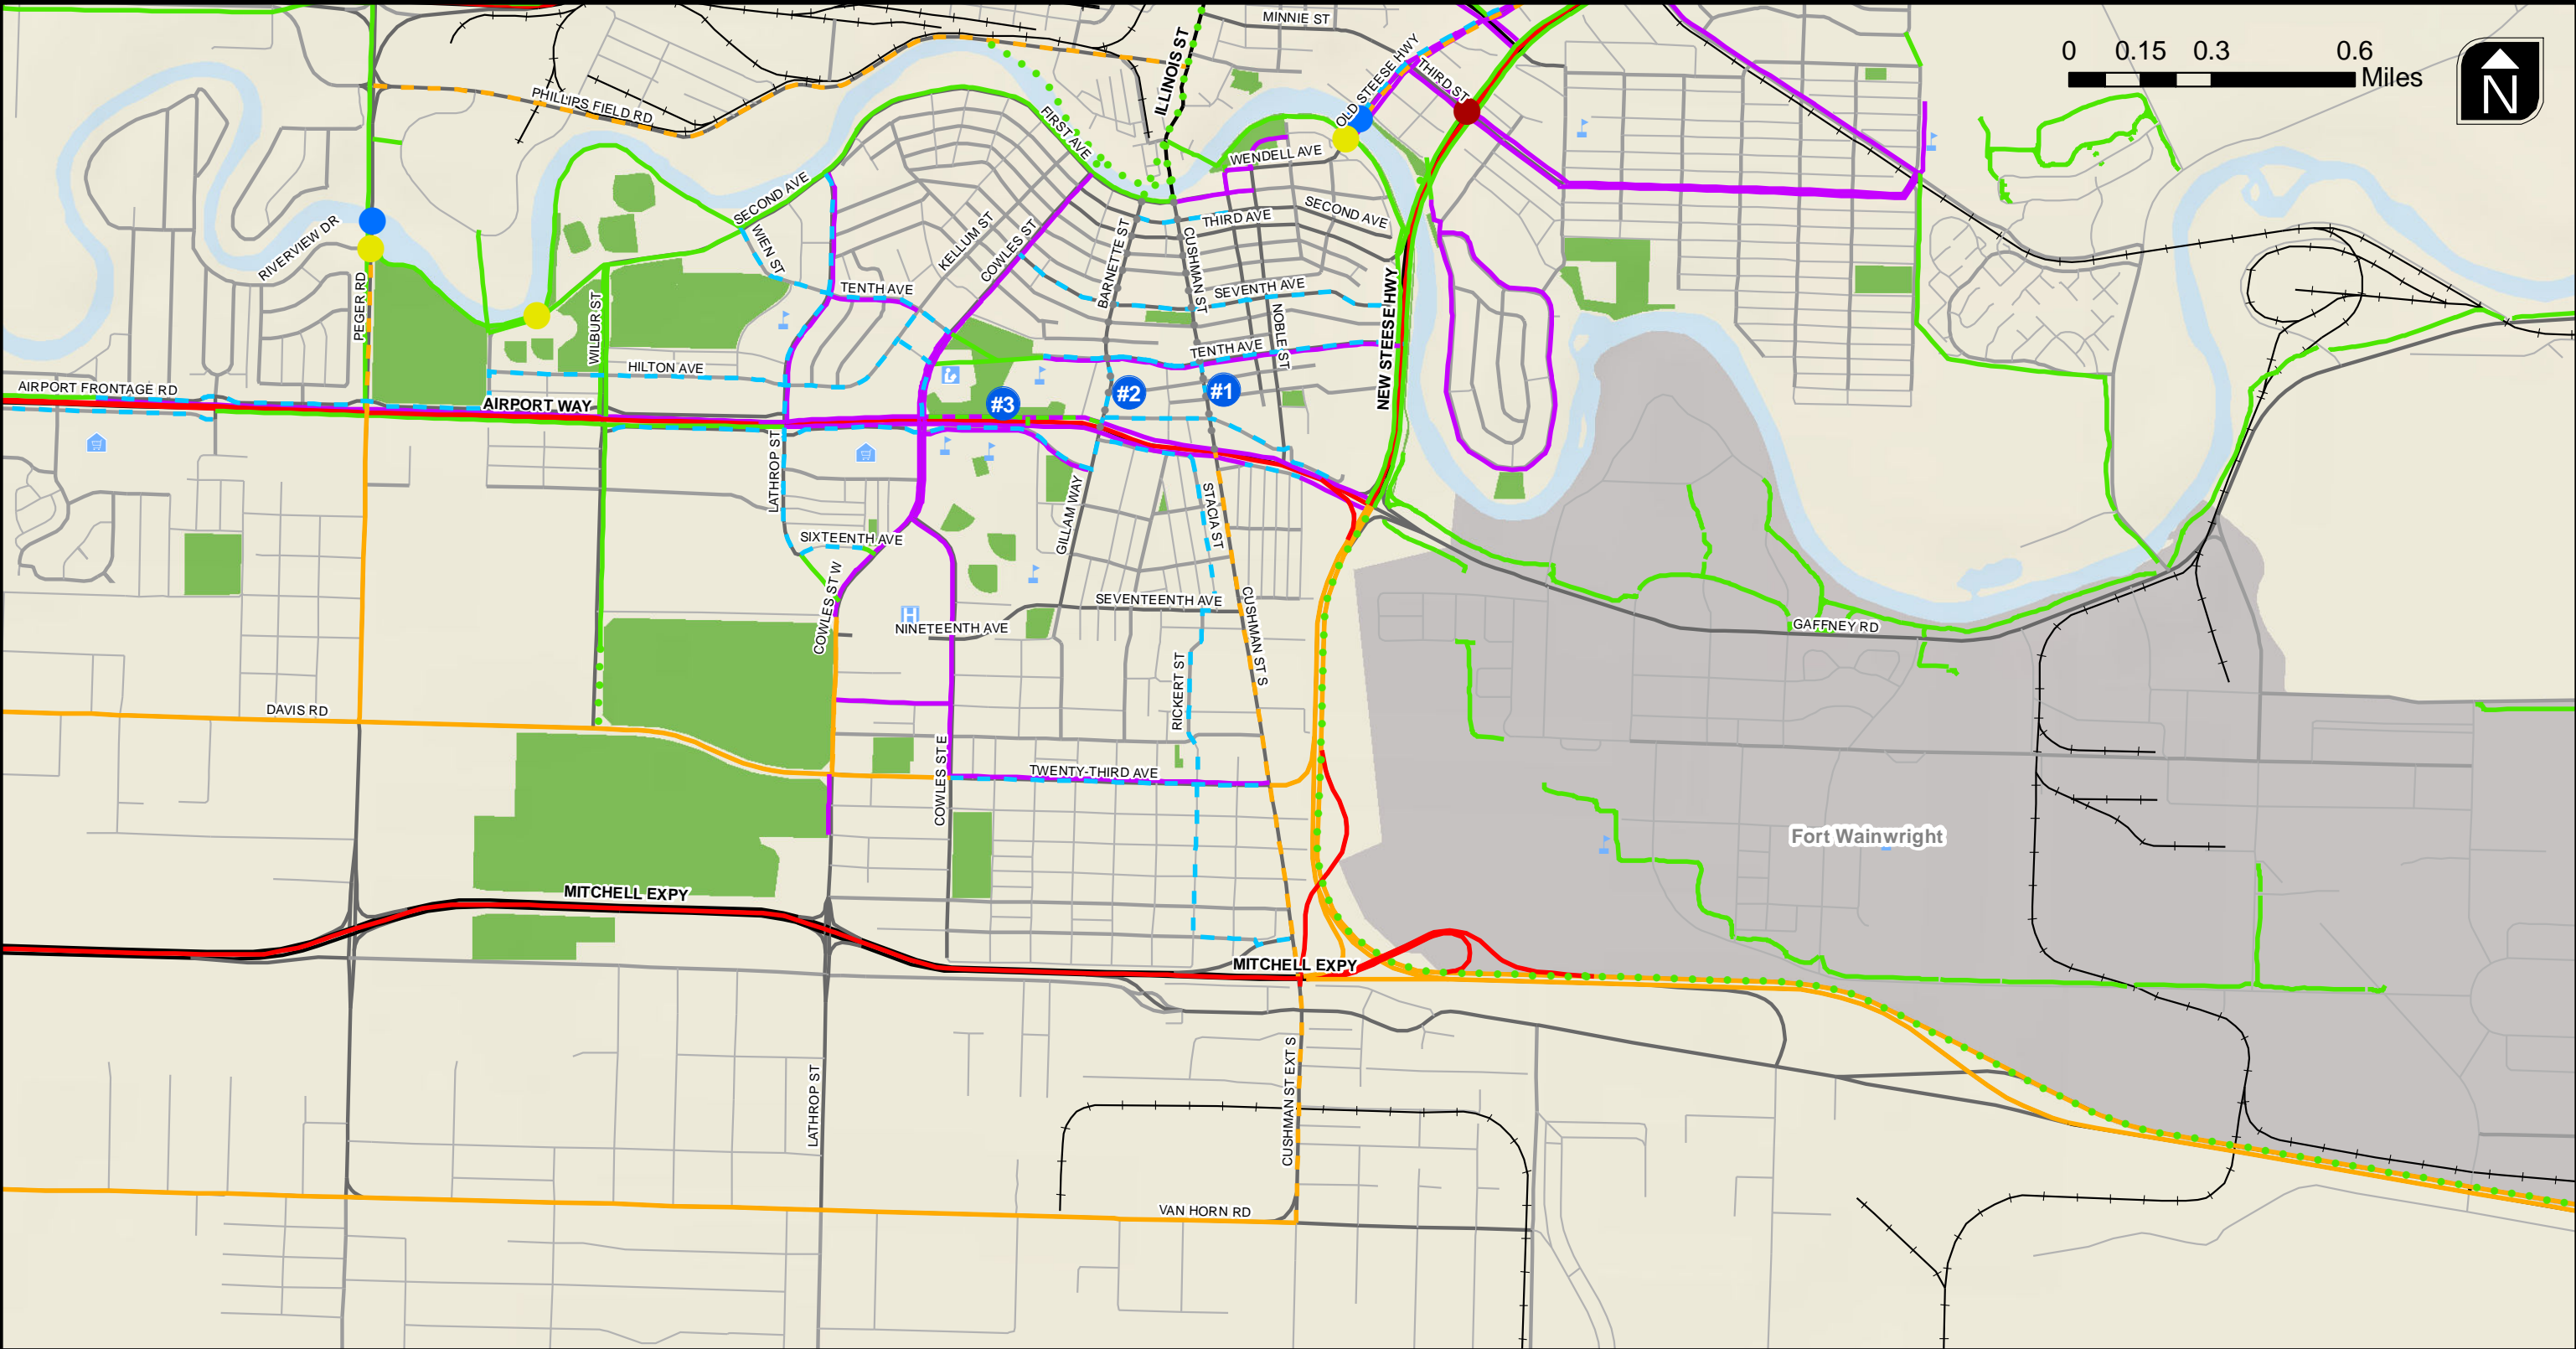 MINNIE ST
0 0.15 0.3 0.6
Miles
N
ILLINOIS ST
OLD STEESE HWY
THIRD ST
PHILLIPS FIELD RD
FIRST AVE
WENDELL AVE
SECOND AVE
RIVERVIEW DR
WIEN ST
KELLUM ST
COWLES ST
BARNETTE ST
CUSHMAN ST
THIRD AVE
SECOND AVE
PEGER RD
WILBUR ST
TENTH AVE
SEVENTH AVE
NOBLE ST
NEW STEESE HWY
HILTON AVE
TENTH AVE
AIRPORT FRONTAGE RD
AIRPORT WAY
#3
#2
#1
LATHROP ST
SIXTEENTH AVE
GILLAM WAY
STACIA ST
COWLES ST W
SEVENTEENTH AVE
H
NINETEENTH AVE
CUSHMAN ST S
GAFFNEY RD
RICKERT ST
DAVIS RD
COWLES ST E
TWENTY-THIRD AVE
Fort Wainwright
MITCHELL EXPY
MITCHELL EXPY
LATHROP ST
CUSHMAN ST EXT S
VAN HORN RD